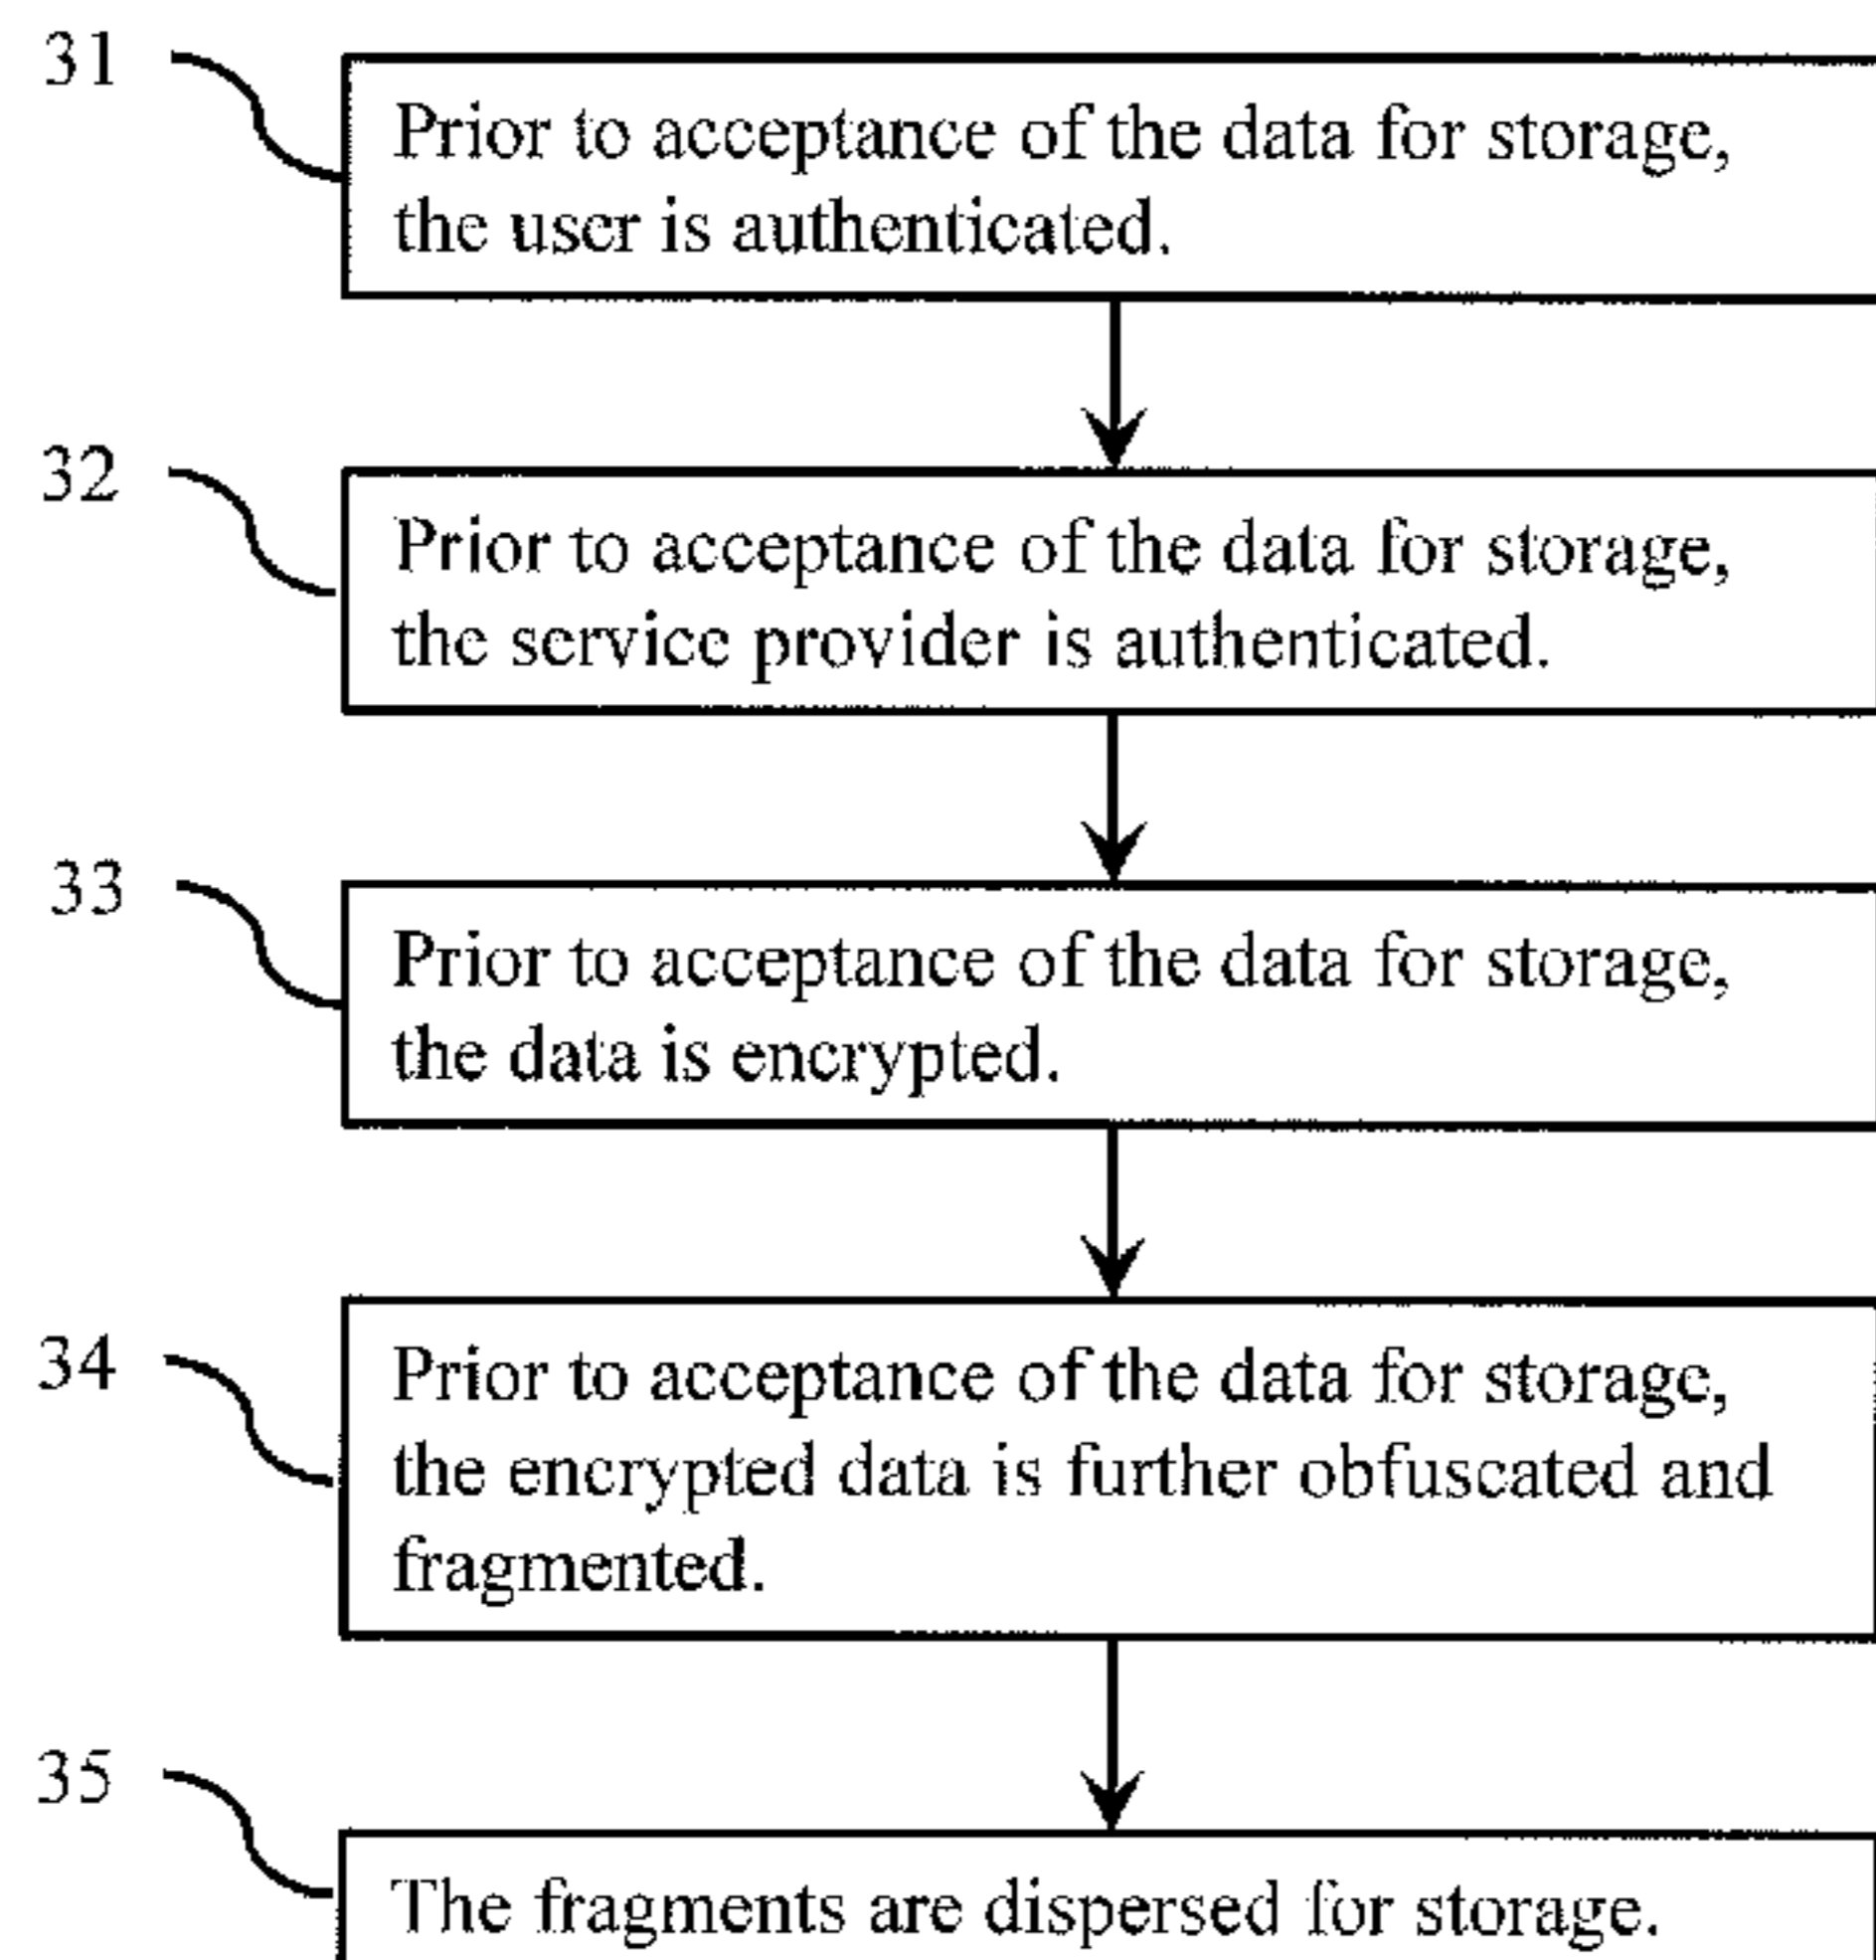 31
Prior to acceptance of the data for storage,
the user is authenticated.
32
Prior to acceptance of the data for storage,
the service provider is authenticated.
33
Prior to acceptance of the data for storage,
the data is encrypted.
34
Prior to acceptance of the data for storage,
the encrypted data is further obfuscated and
fragmented.
35
The fragments are dispersed for storage.